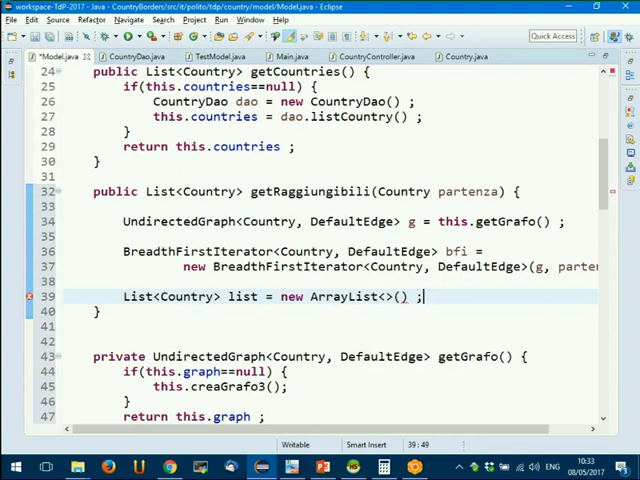 workspace-TdP-2017 - Java - CountryBorders/src/it/polito/tdp/country/model/Model.java - Eclipse
File Edit Source Refactor Navigate Search Project Run Window Help
Quick Access
*Model.java CountryDao.java TestModel.java Main.java CountryController.java Country.java
24 public List<Country> getCountries() {
25 if(this.countries==null) {
26 CountryDao dao = new CountryDao() ;
27 this.countries = dao.listCountry() ;
28 }
29 return this.countries ;
30 }
31
32 public List<Country> getRaggiungibili(Country partenza) {
33
34 UndirectedGraph<Country, DefaultEdge> g = this.getGrafo() ;
35
36 BreadthFirstIterator<Country, DefaultEdge> bfi =
37 new BreadthFirstIterator<Country, DefaultEdge>(g, parten
38
39 List<Country> list = new ArrayList<>() ;
40 }
41
42
43 private UndirectedGraph<Country, DefaultEdge> getGrafo() {
44 if(this.graph==null) {
45 this.creaGrafo3();
46 }
47 return this.graph ;
Writable Smart Insert 39 : 49
10:33
08/05/2017